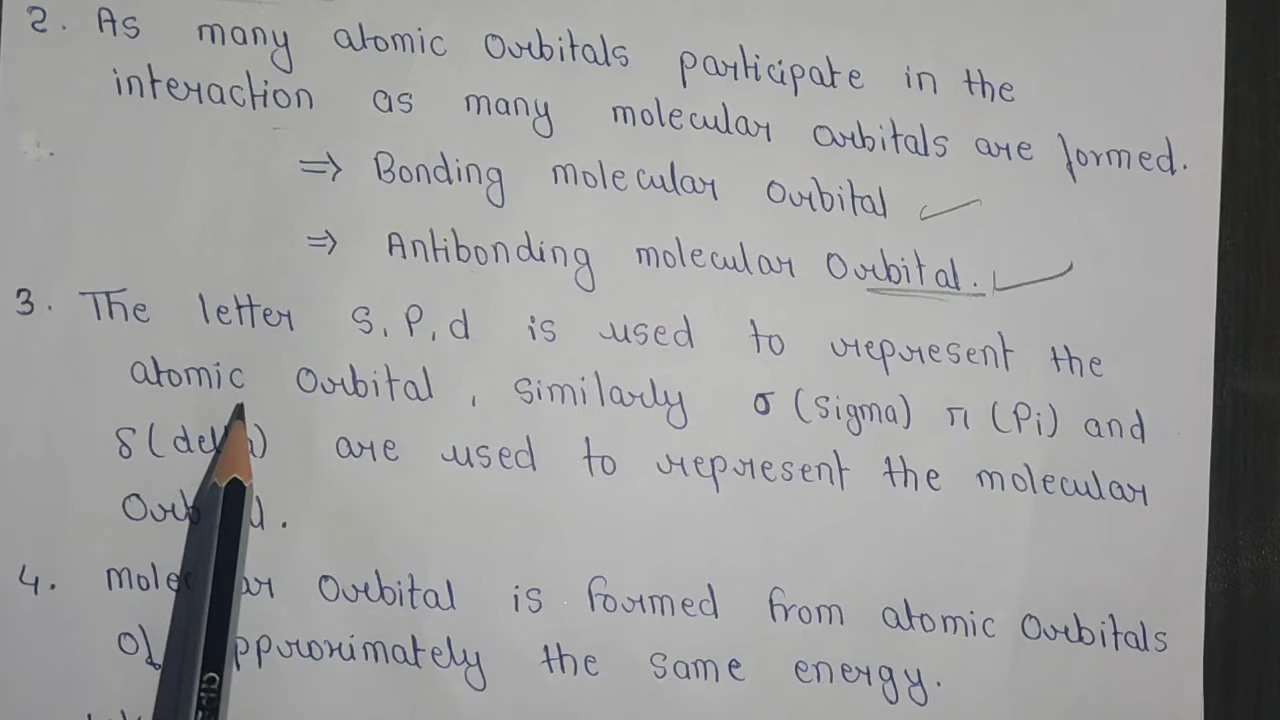 2. As many atomic Orbitals participate in the
interaction as many molecular orbitals are formed.
⇒ Bonding molecular Orbital ✓
⇒ Antibonding molecular Orbital. ✓
3. The letter s, p, d is used to represent the
atomic Orbital, similarly σ (Sigma) π (Pi) and
δ( are used to represent the molecular
4. Orbital is formed from atomic Orbitals
the same energy.